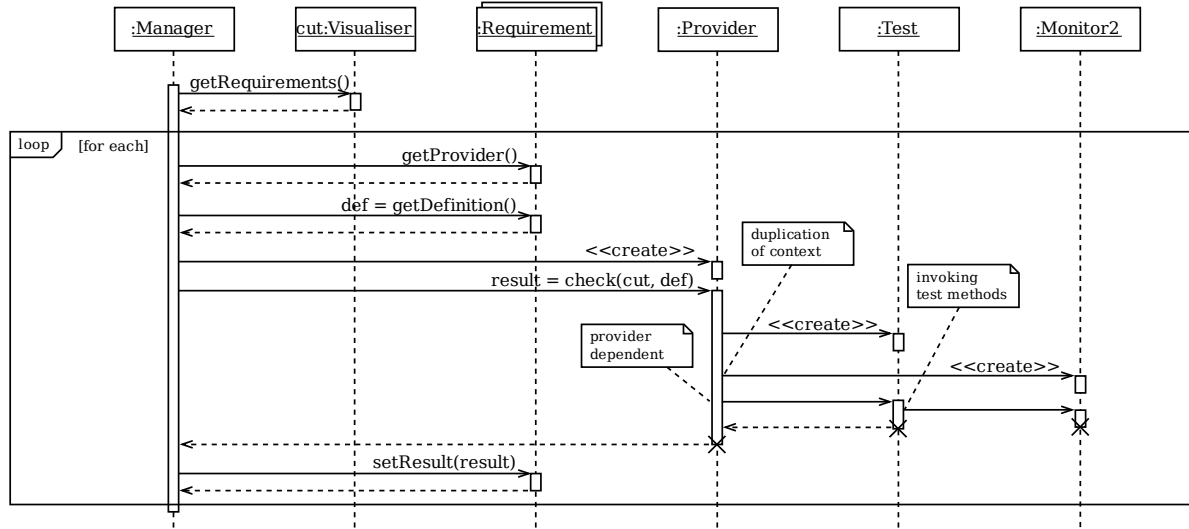 :Manager
cut:Visualiser
:Requirement
:Provider
:Test
:Monitor2
getRequirements()
loop
[for each]
getProvider()
def = getDefinition()
duplication
of context
<<create>>
invoking
test methods
result = check(cut, def)
<<create>>
provider
dependent
<<create>>
setResult(result)